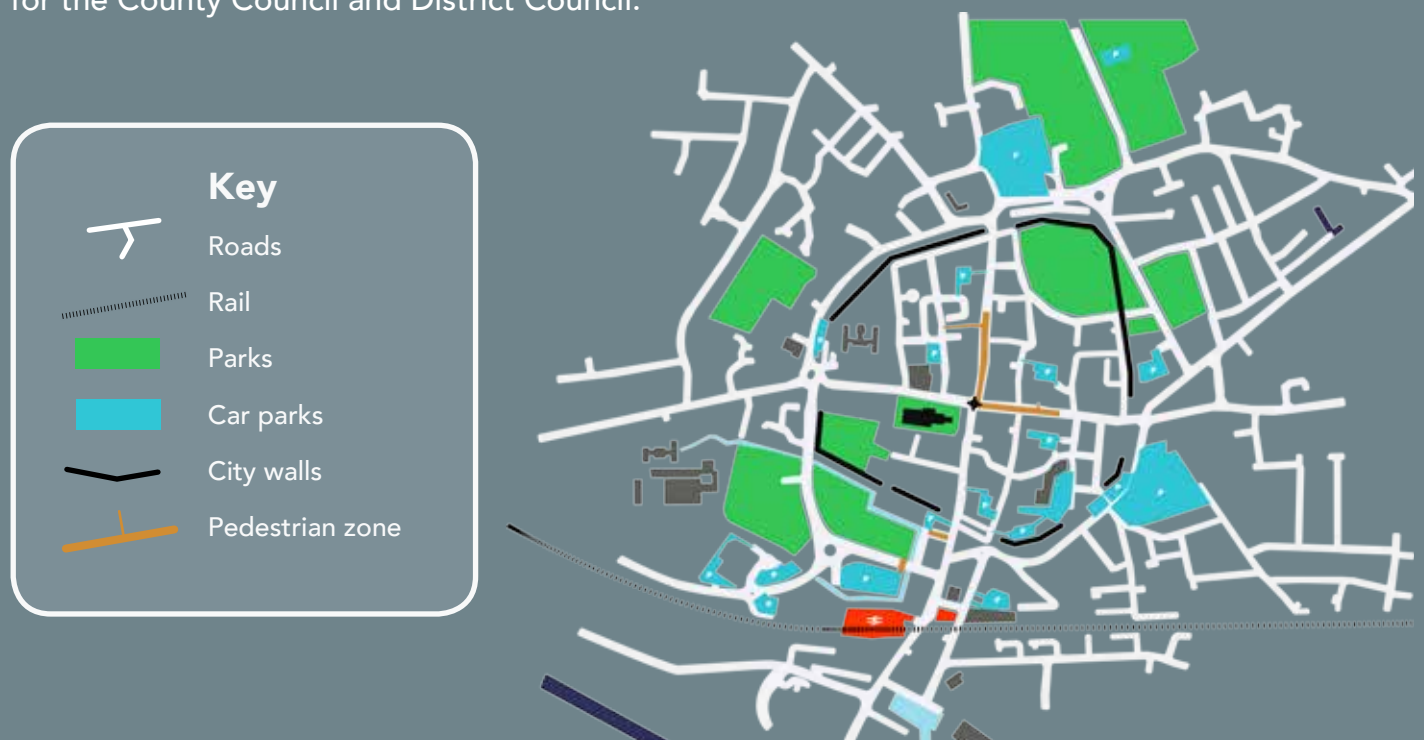 for the County Council and District Council.
Key
Roads
Rail
Parks
Car parks
City walls
Pedestrian zone